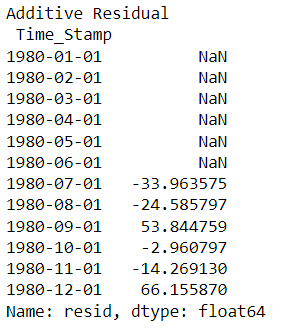 Additive Residual
Time_Stamp
1980-01-01 NaN
1980-02-01 NaN
1980-03-01 NaN
1980-04-01 NaN
1980-05-01 NaN
1980-06-01 NaN
1980-07-01 -33.963575
1980-08-01 -24.585797
1980-09-01 53.844759
1980-10-01 -2.960797
1980-11-01 -14.269130
1980-12-01 66.155870
Name: resid, dtype: float64